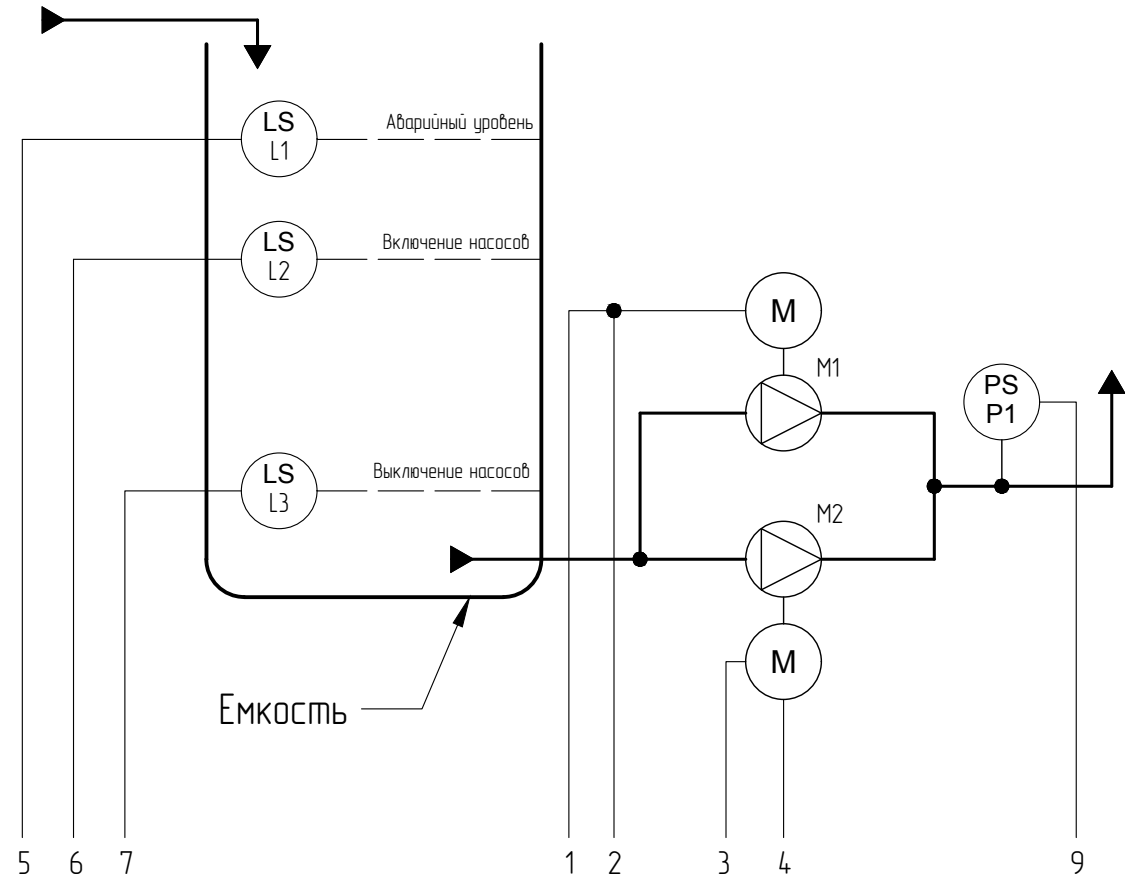 LS
L1
Аварийный уровень
LS
L2
Включение насосов
M
M1
PS
P1
LS
L3
Выключение насосов
M2
M
Емкость
5 6 7 1 2 3 4 9